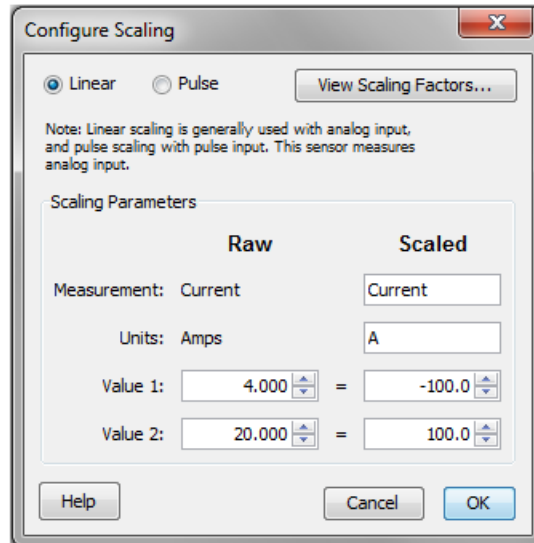 Configure Scaling
Linear Pulse View Scaling Factors...
Note: Linear scaling is generally used with analog input,
and pulse scaling with pulse input. This sensor measures
analog input.
Scaling Parameters
Raw Scaled
Measurement: Current Current
Units: Amps A
Value 1: 4.000 = -100.0
Value 2: 20.000 = 100.0
Help Cancel OK